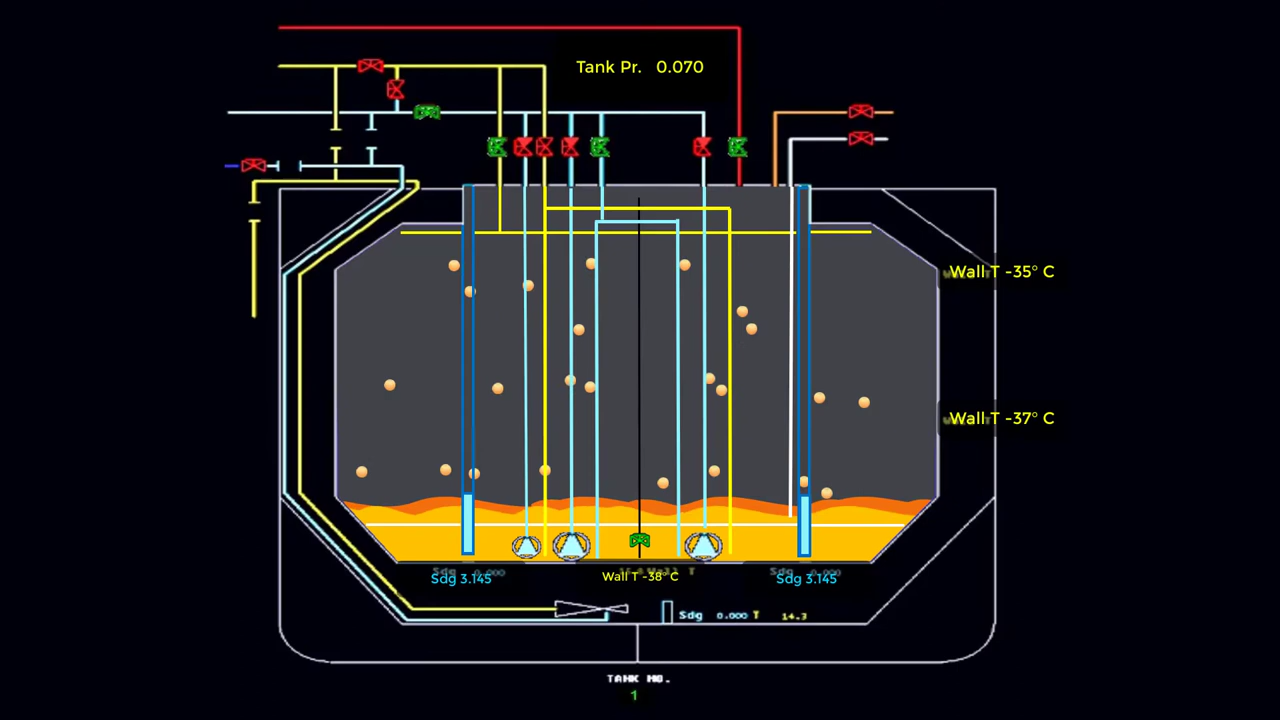 Tank Pr. 0.070
Wall T -35° C
Wall T -37° C
Sdg 3.145
Wall T -38° C
Sdg 3.145
Sdg 0.000 T 14.3
TANK NO.
1